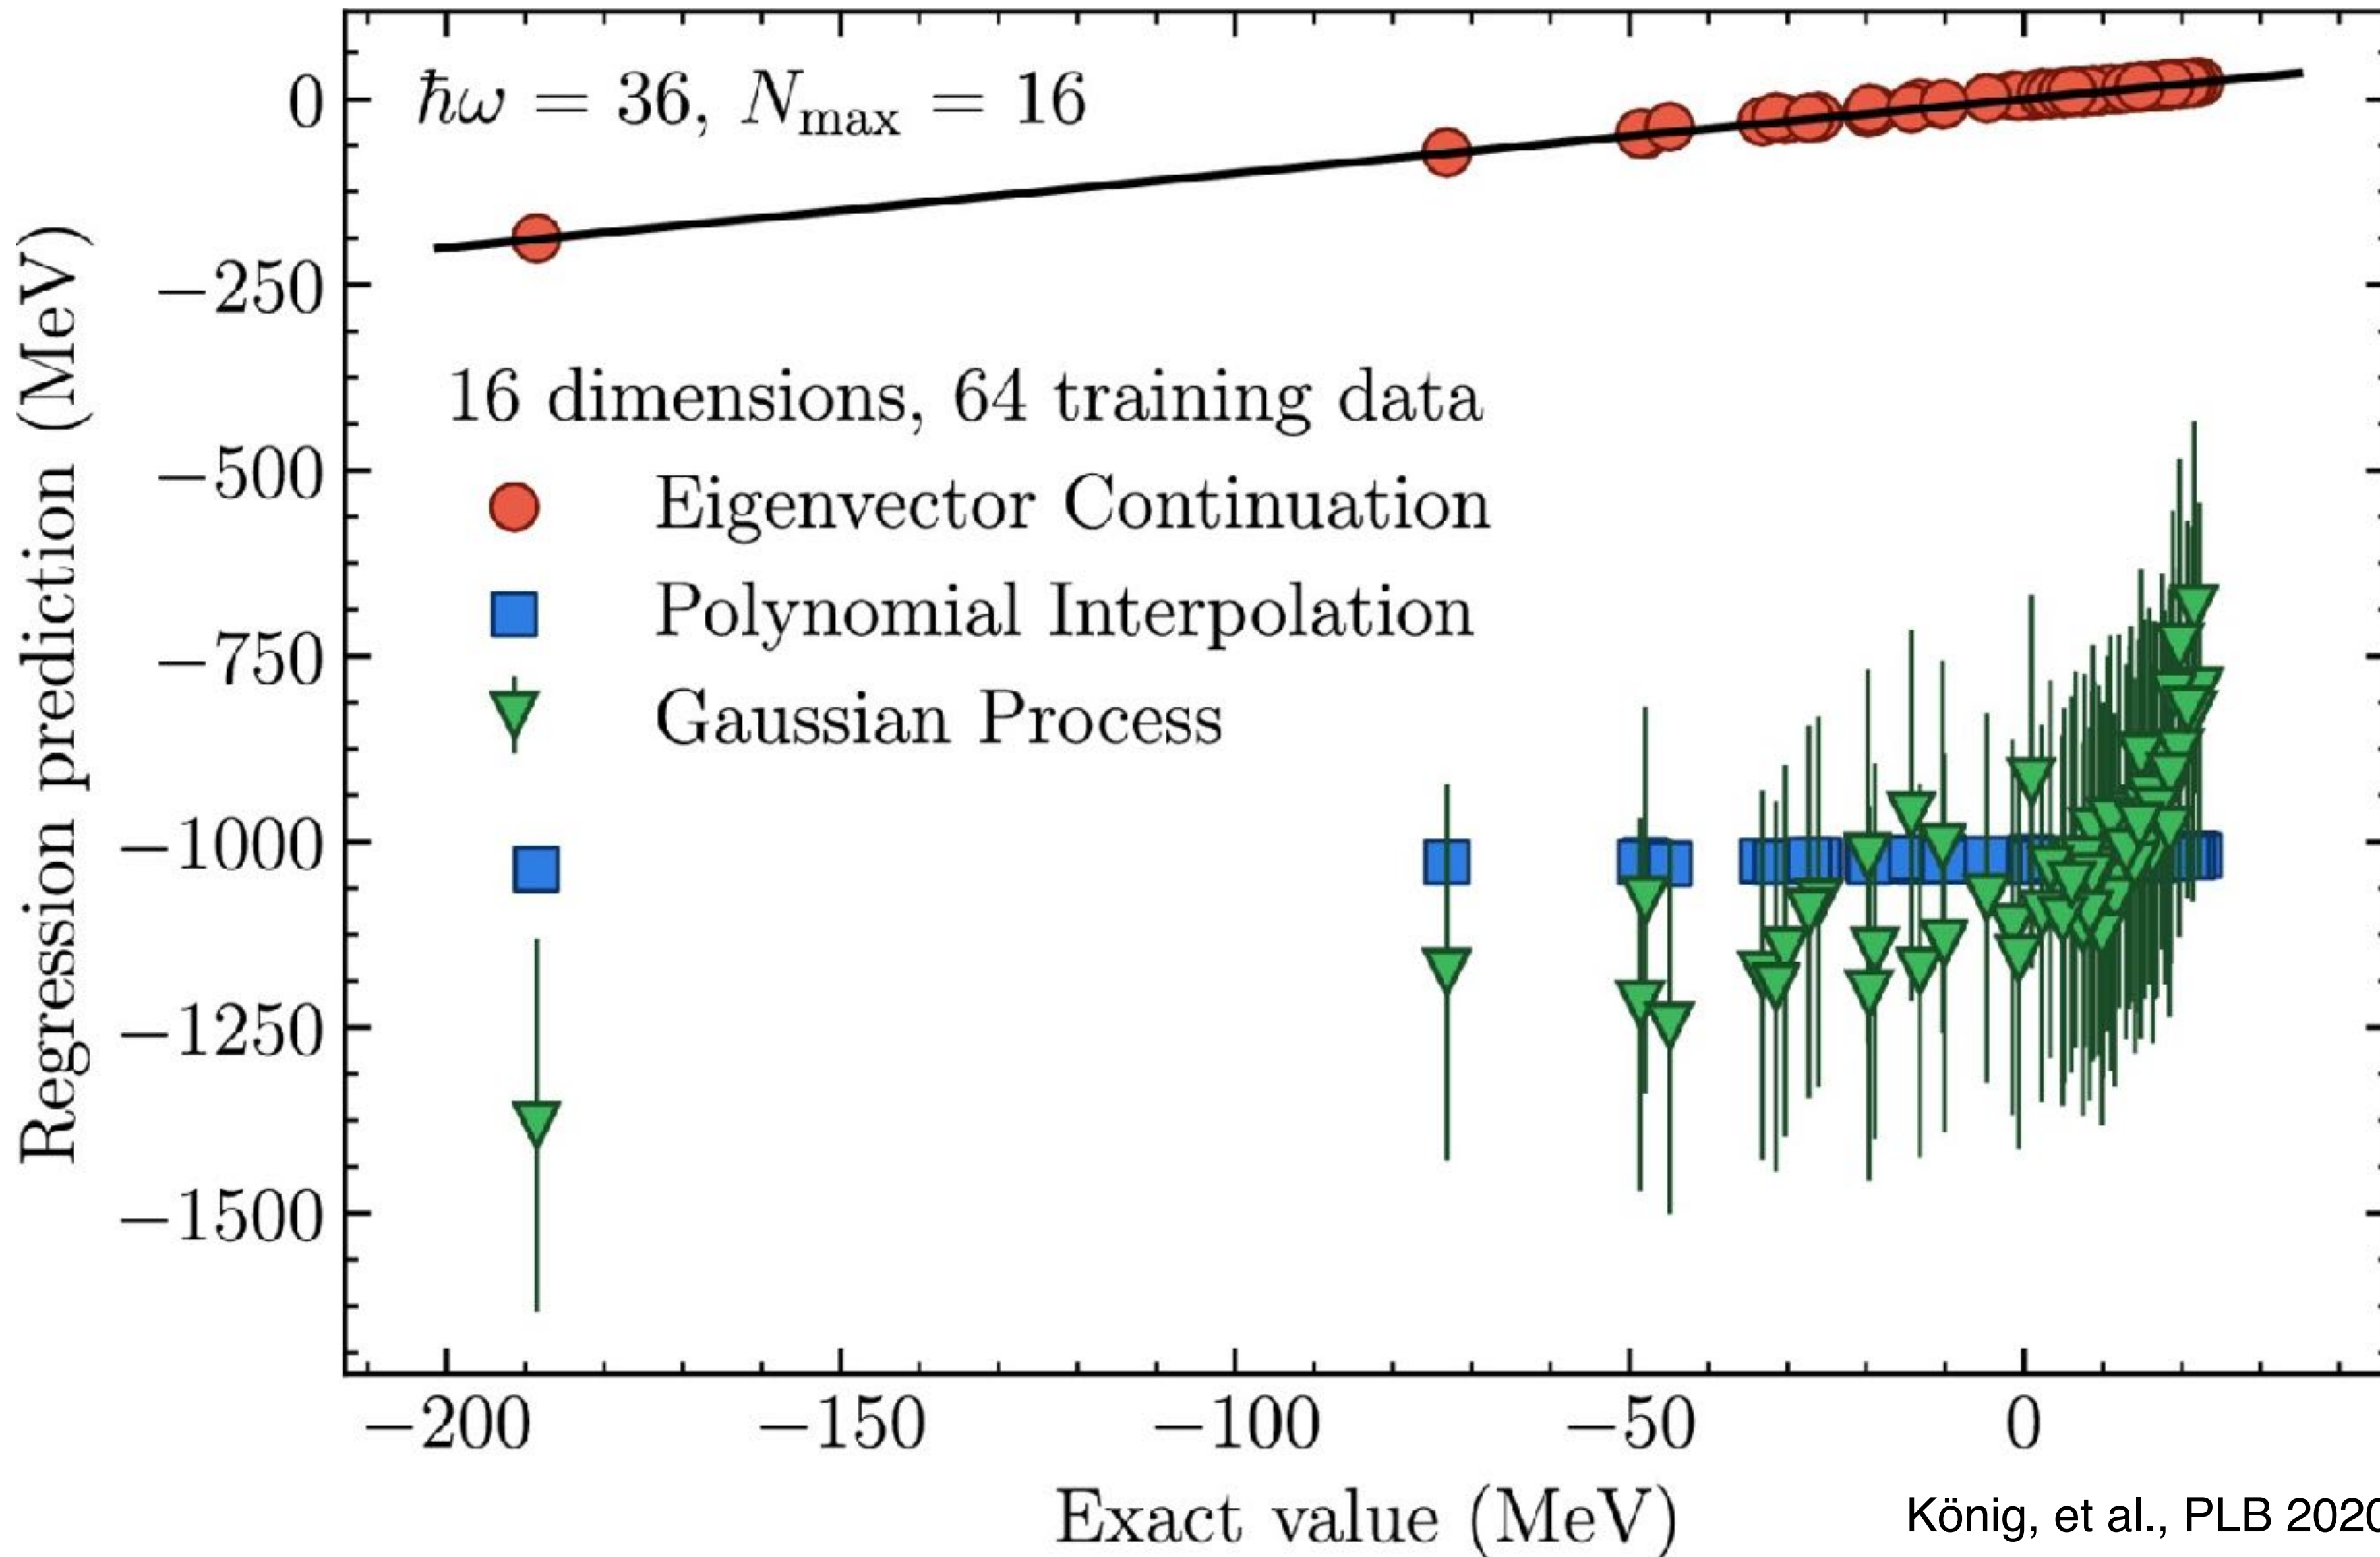 ħω = 36, N_max = 16
16 dimensions, 64 training data
Eigenvector Continuation
Polynomial Interpolation
Gaussian Process
Regression prediction (MeV)
0
−250
−500
−750
−1000
−1250
−1500
−200 −150 −100 −50 0
Exact value (MeV)
König, et al., PLB 2020